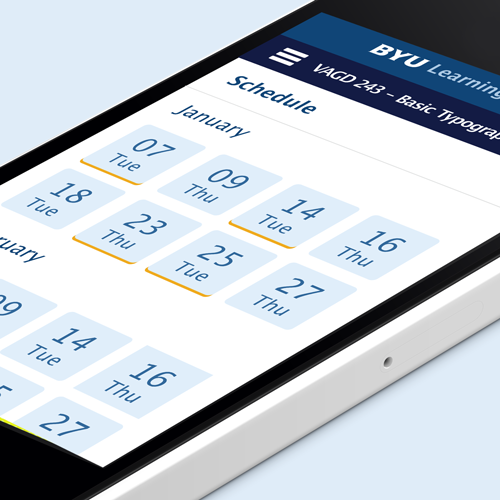 BYU Learning
VAGD 243 – Basic Typograp
Schedule
January
07 Tue
09 Thu
14 Tue
16 Thu
18 Tue
23 Thu
25 Tue
27 Thu
ruary
09
14 Tue
16 Thu
27